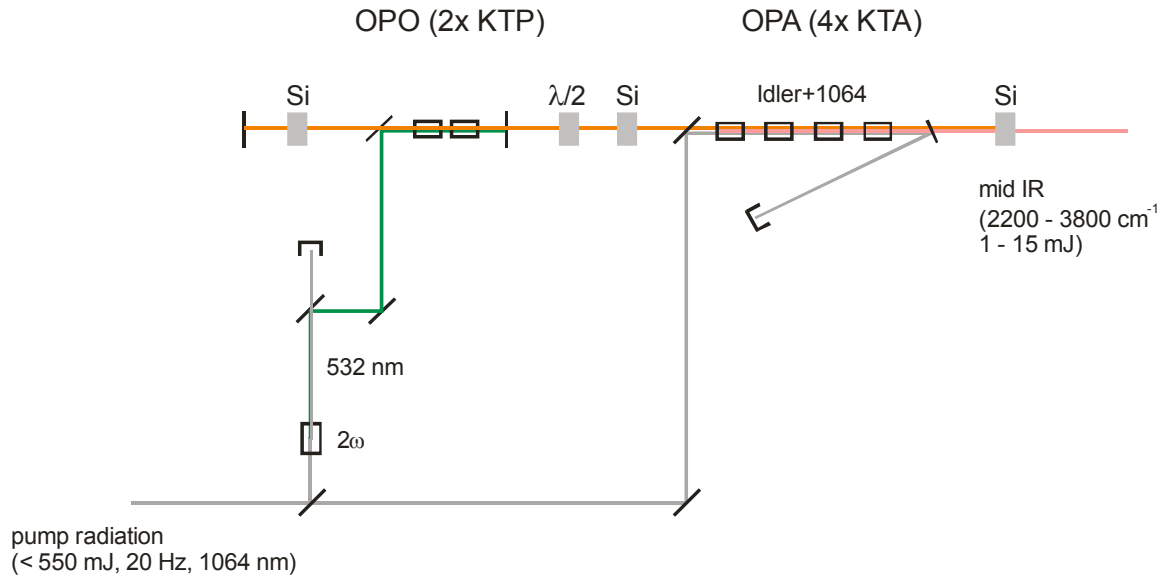 OPO (2x KTP)
OPA (4x KTA)
Si
λ/2
Si
Idler+1064
Si
mid IR
(2200 - 3800 cm⁻¹
1 - 15 mJ)
532 nm
2ω
pump radiation
(< 550 mJ, 20 Hz, 1064 nm)